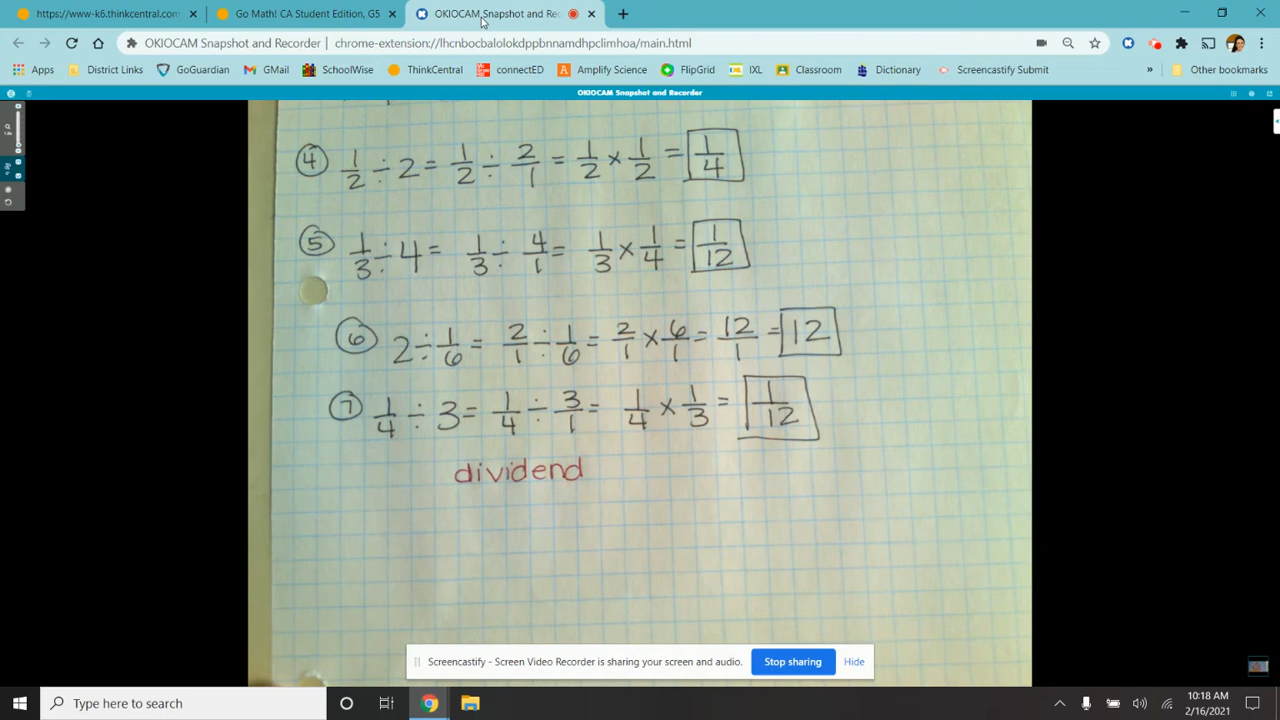 https://www-k6.thinkcentral.com
Go Math! CA Student Edition, G5
OKIOCAM Snapshot and Rec
OKIOCAM Snapshot and Recorder | chrome-extension://lhcnbocbalolokdppbnnamdhpclimhoa/main.html
Apps District Links GoGuardian GMail SchoolWise ThinkCentral connectED Amplify Science FlipGrid IXL Classroom Dictionary Screencastify Submit » Other bookmarks
OKIOCAM Snapshot and Recorder
④ 1/2 ÷ 2 = 1/2 ÷ 2/1 = 1/2 × 1/2 = 1/4
⑤ 1/3 ÷ 4 = 1/3 ÷ 4/1 = 1/3 × 1/4 = 1/12
⑥ 2 ÷ 1/6 = 2/1 ÷ 1/6 = 2/1 × 6/1 = 12/1 = 12
⑦ 1/4 ÷ 3 = 1/4 ÷ 3/1 = 1/4 × 1/3 = 1/12
dividend
Screencastify - Screen Video Recorder is sharing your screen and audio. Stop sharing Hide
Type here to search
10:18 AM
2/16/2021